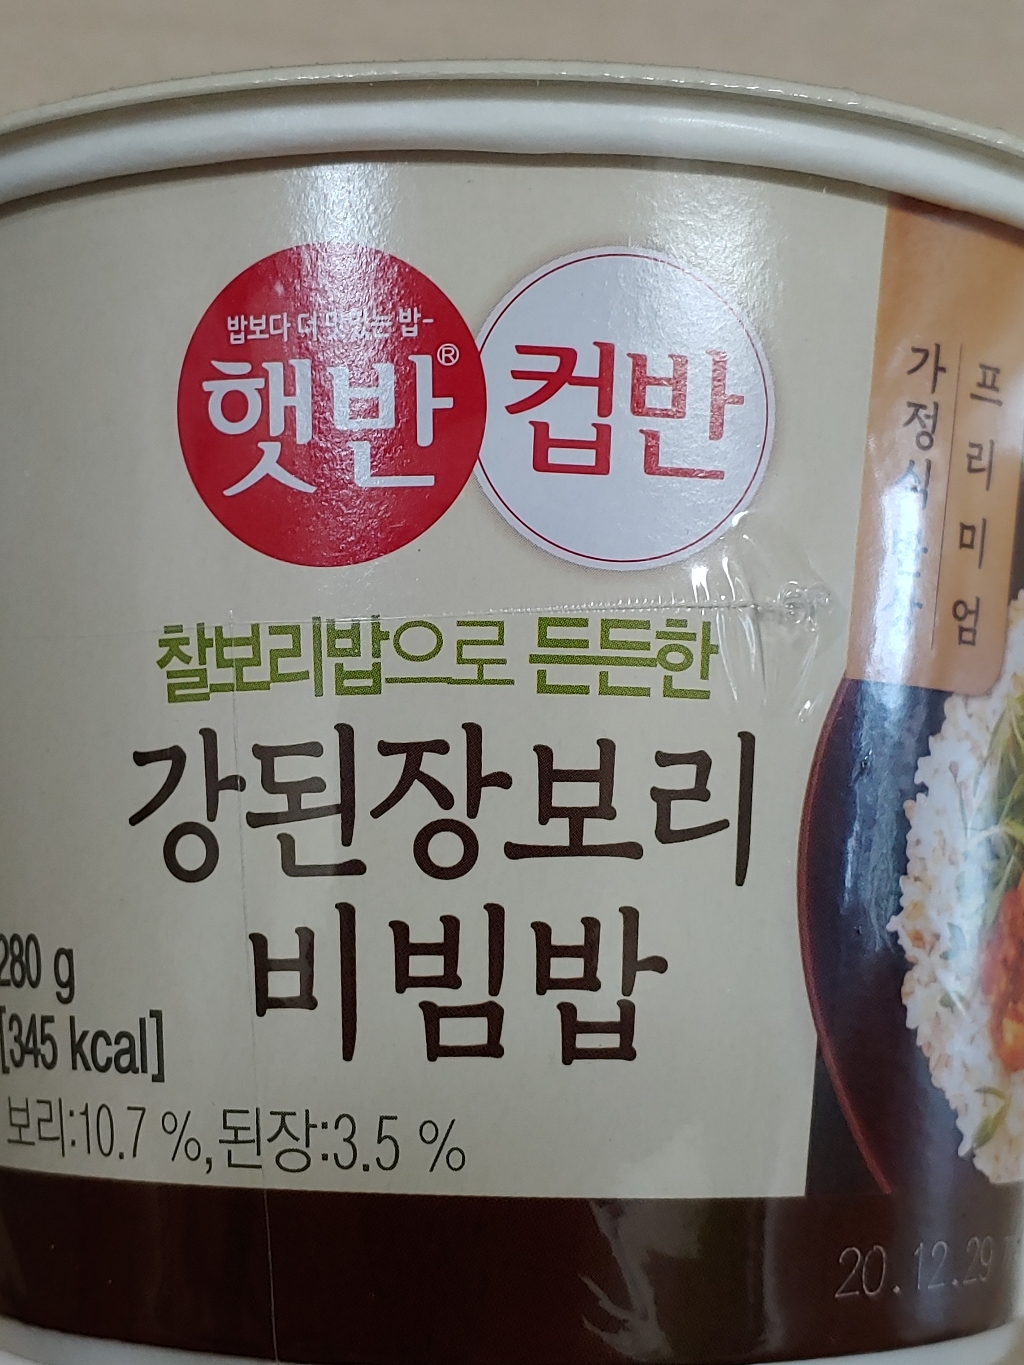 밥보다 더 맛있는 밥-
햇반®
컵반
프리미엄
가정식
찰보리밥으로 든든한
강된장보리
비빔밥
280 g
[345 kcal]
보리:10.7 %, 된장:3.5 %
20.12.29